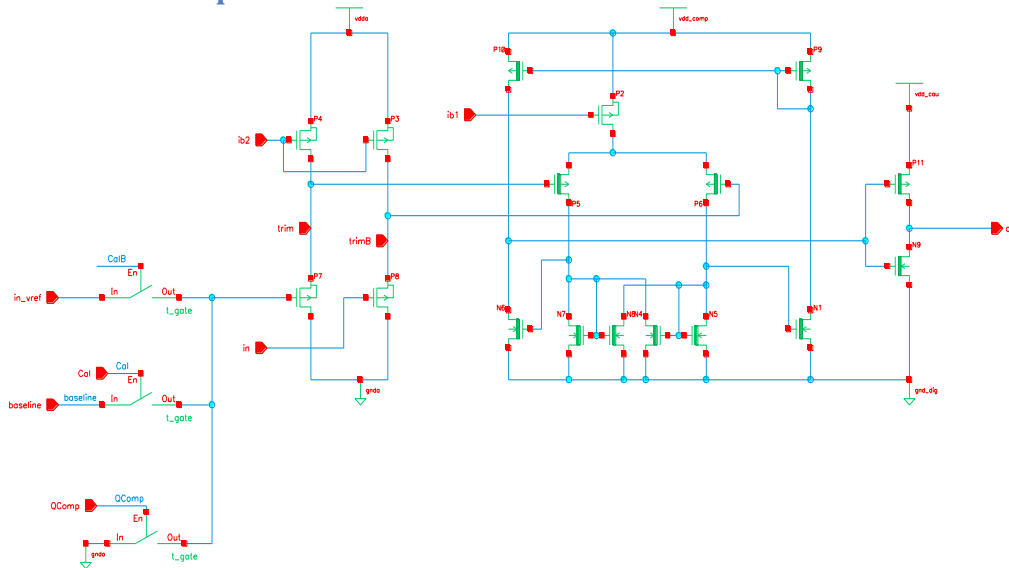 p
vdda
vdd_comp
P10
P9
P2
vdd_cau
ib1
P4
P3
ib2
P11
P5
P6
trim
trimB
N9
CalB
En
in_vref
In
Out
t_gate
P7
P8
N6
N7
N8
N4
N5
N1
in
Cal
Cal
En
gnda
gnd_dig
baseline
baseline
In
Out
t_gate
QComp
QComp
En
In
Out
gnda
t_gate